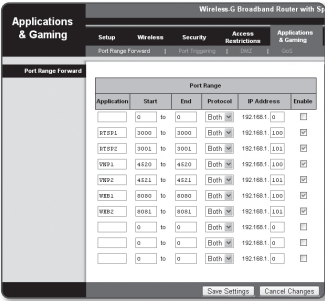 Wireless-G Broadband Router with Sp
Applications & Gaming
Setup Wireless Security Access Restrictions Applications & Gaming
Port Range Forward | Port Triggering | DMZ | QoS
Port Range Forward
Port Range
Application Start End Protocol IP Address Enable
0 to 0 Both 192.168.1. 0
RTSP1 3000 to 3000 Both 192.168.1. 100
RTSP2 3001 to 3001 Both 192.168.1. 101
VNP1 4520 to 4520 Both 192.168.1. 100
VNP2 4521 to 4521 Both 192.168.1. 101
WEB1 8080 to 8080 Both 192.168.1. 100
WEB2 8081 to 8081 Both 192.168.1. 101
0 to 0 Both 192.168.1. 0
0 to 0 Both 192.168.1. 0
0 to 0 Both 192.168.1. 0
Save Settings Cancel Changes